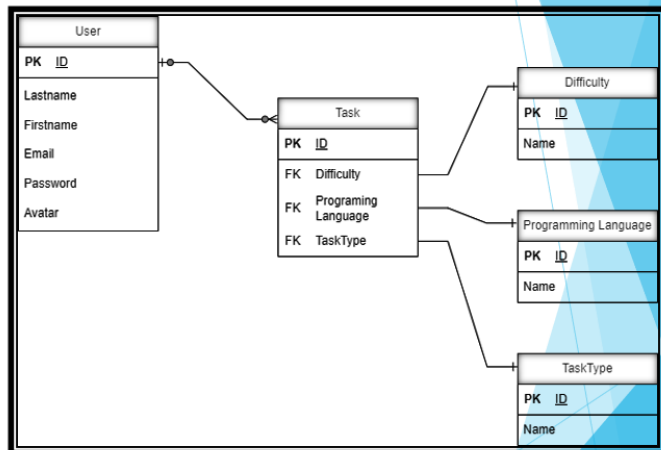 User
PK ID
Lastname
Firstname
Email
Password
Avatar
Task
PK ID
FK Difficulty
FK Programing
Language
FK TaskType
Difficulty
PK ID
Name
Programming Language
PK ID
Name
TaskType
PK ID
Name